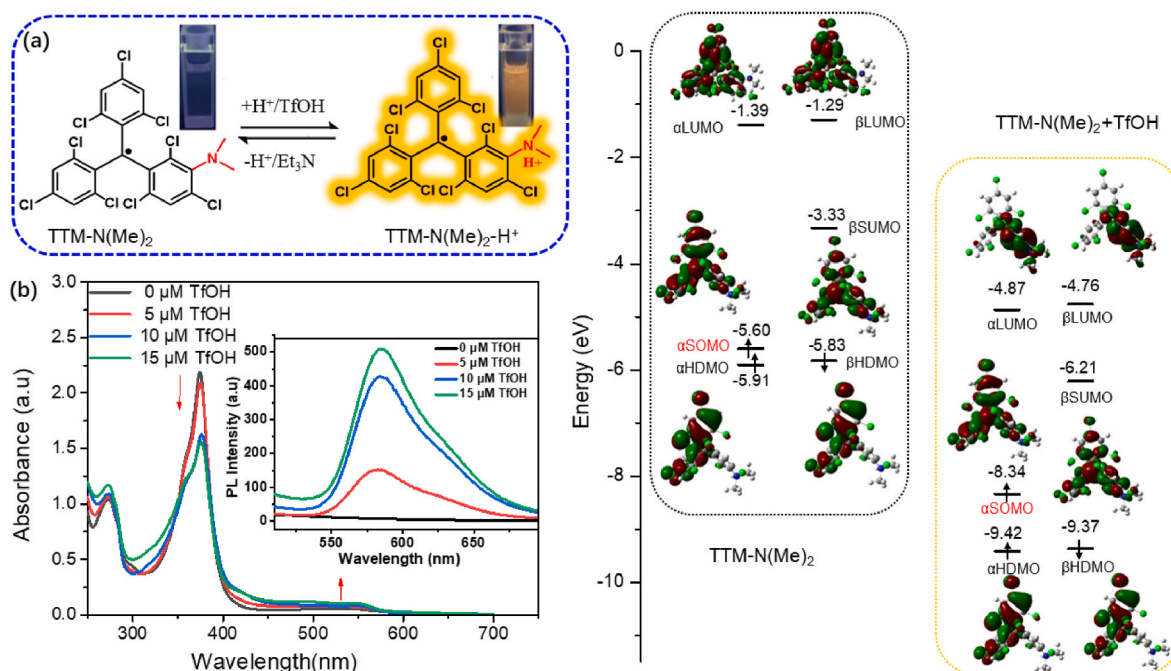 (a)
Cl
Cl
Cl
Cl
Cl
Cl
Cl
Cl
Cl
N
TTM-N(Me)₂
+H⁺/TfOH
-H⁺/Et₃N
Cl
Cl
Cl
Cl
Cl
Cl
Cl
Cl
Cl
N
H⁺
TTM-N(Me)₂-H⁺
(b)
Absorbance (a.u)
3.0
2.5
2.0
1.5
1.0
0.5
0.0
300 400 500 600 700
Wavelength(nm)
0 μM TfOH
5 μM TfOH
10 μM TfOH
15 μM TfOH
PL Intensity (a.u)
500
400
300
200
100
0
550 600 650
Wavelength (nm)
0 μM TfOH
5 μM TfOH
10 μM TfOH
15 μM TfOH
Energy (eV)
0
-2
-4
-6
-8
-10
αLUMO
-1.39
-1.29
βLUMO
-3.33
βSUMO
-5.60
αSOMO
αHDMO
-5.91
-5.83
βHDMO
TTM-N(Me)₂
TTM-N(Me)₂+TfOH
-4.87
αLUMO
-4.76
βLUMO
-6.21
βSUMO
-8.34
αSOMO
-9.42
αHDMO
-9.37
βHDMO